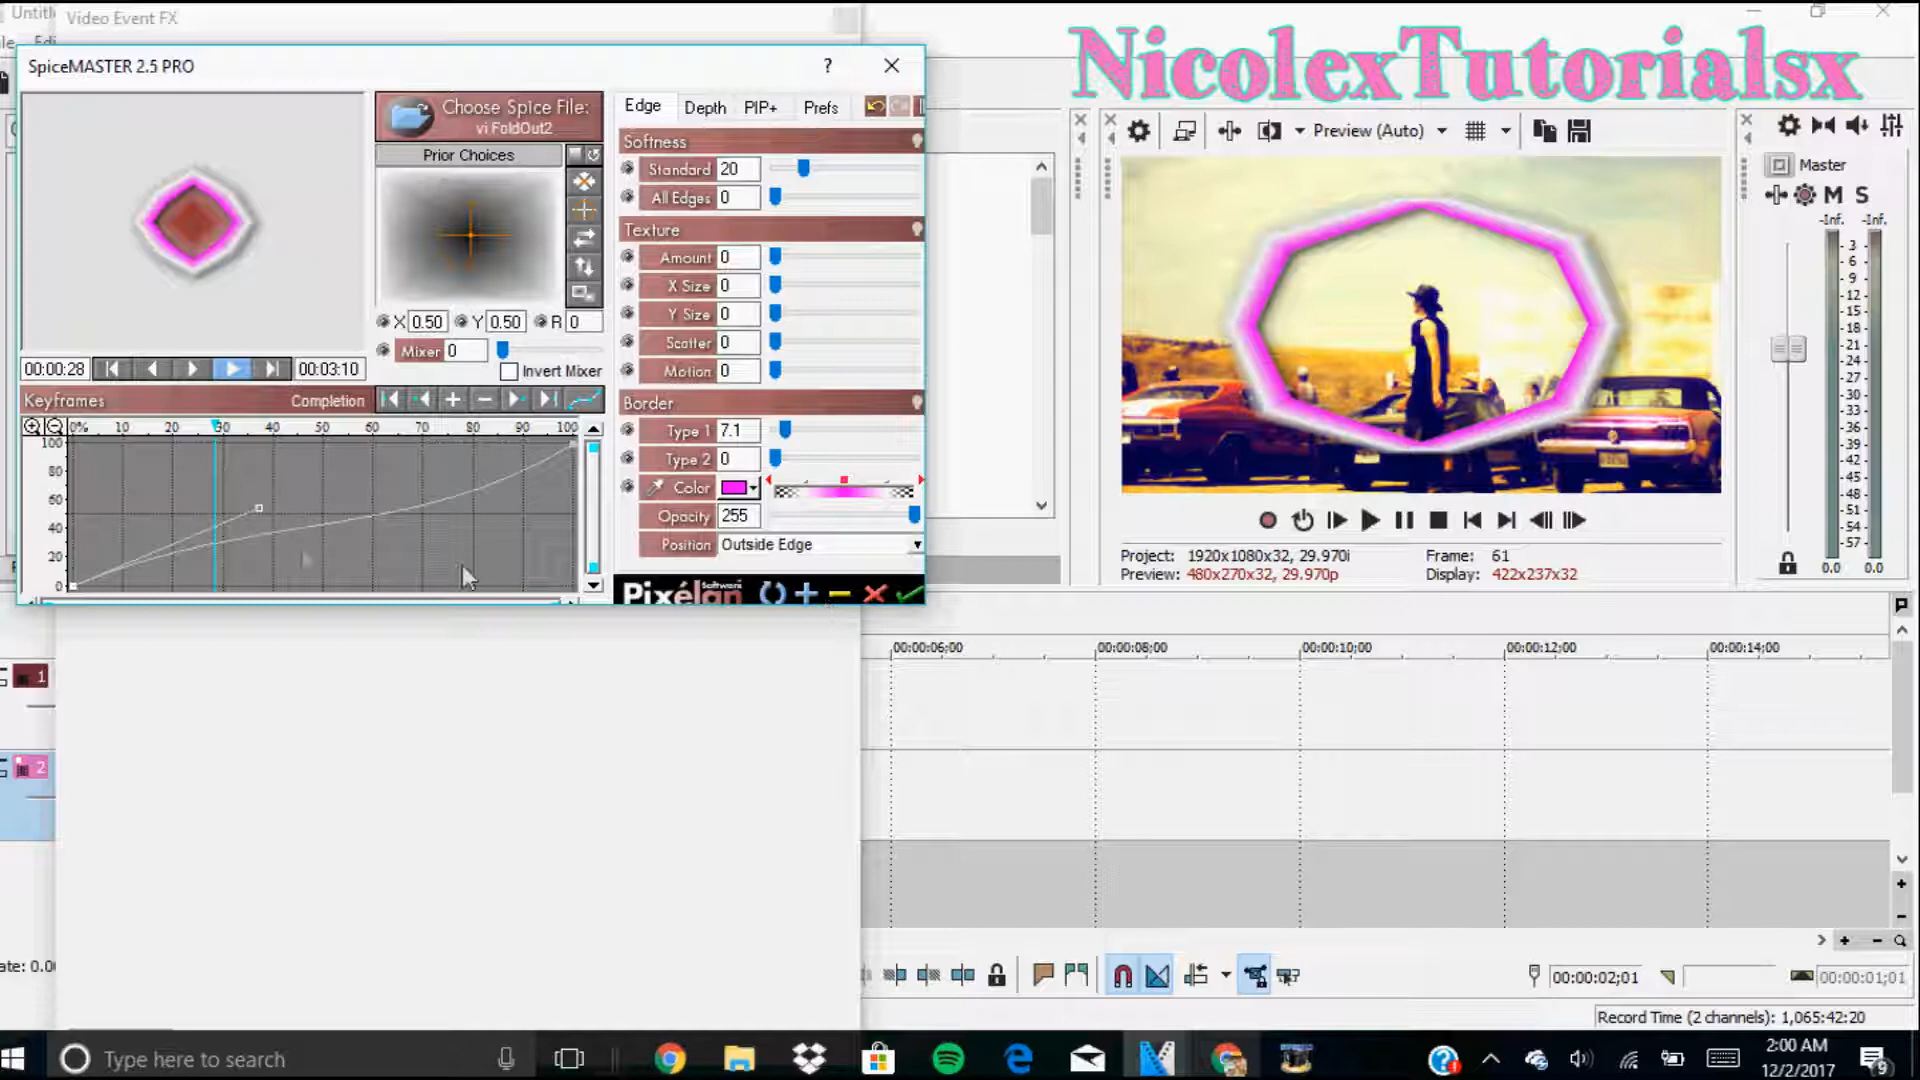 Video Event FX
NicolexTutorialsx
SpiceMASTER 2.5 PRO
?
Choose Spice File:
vi FoldOut2
Prior Choices
X 0.50 Y 0.50 R 0
Mixer 0
Invert Mixer
00:00:28
00:03:10
Keyframes
Completion
0% 10 20 30 40 50 60 70 80 90 100
100
80
60
40
20
0
Edge Depth PIP+ Prefs
Softness
Standard 20
All Edges 0
Texture
Amount 0
X Size 0
Y Size 0
Scatter 0
Motion 0
Border
Type 1 7.1
Type 2 0
Color
Opacity 255
Position Outside Edge
Pixélan Software
Preview (Auto)
Project: 1920x1080x32, 29.970i
Preview: 480x270x32, 29.970p
Frame: 61
Display: 422x237x32
Master
M S
-Inf. -Inf.
3
6
9
12
15
18
21
24
27
30
33
36
39
42
45
48
51
54
57
0.0 0.0
00:00:06;00 00:00:08;00 00:00:10;00 00:00:12;00 00:00:14;00
1
2
00:00:02;01
00:00:01;01
Record Time (2 channels): 1,065:42:20
Type here to search
2:00 AM
12/2/2017
9